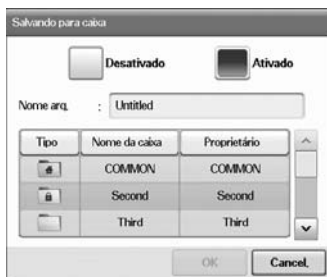 Salvando para caixa
Desativado Ativado
Nome arq. : Untitled
Tipo Nome da caixa Proprietário
COMMON COMMON
Second Second
Third Third
OK Cancel.